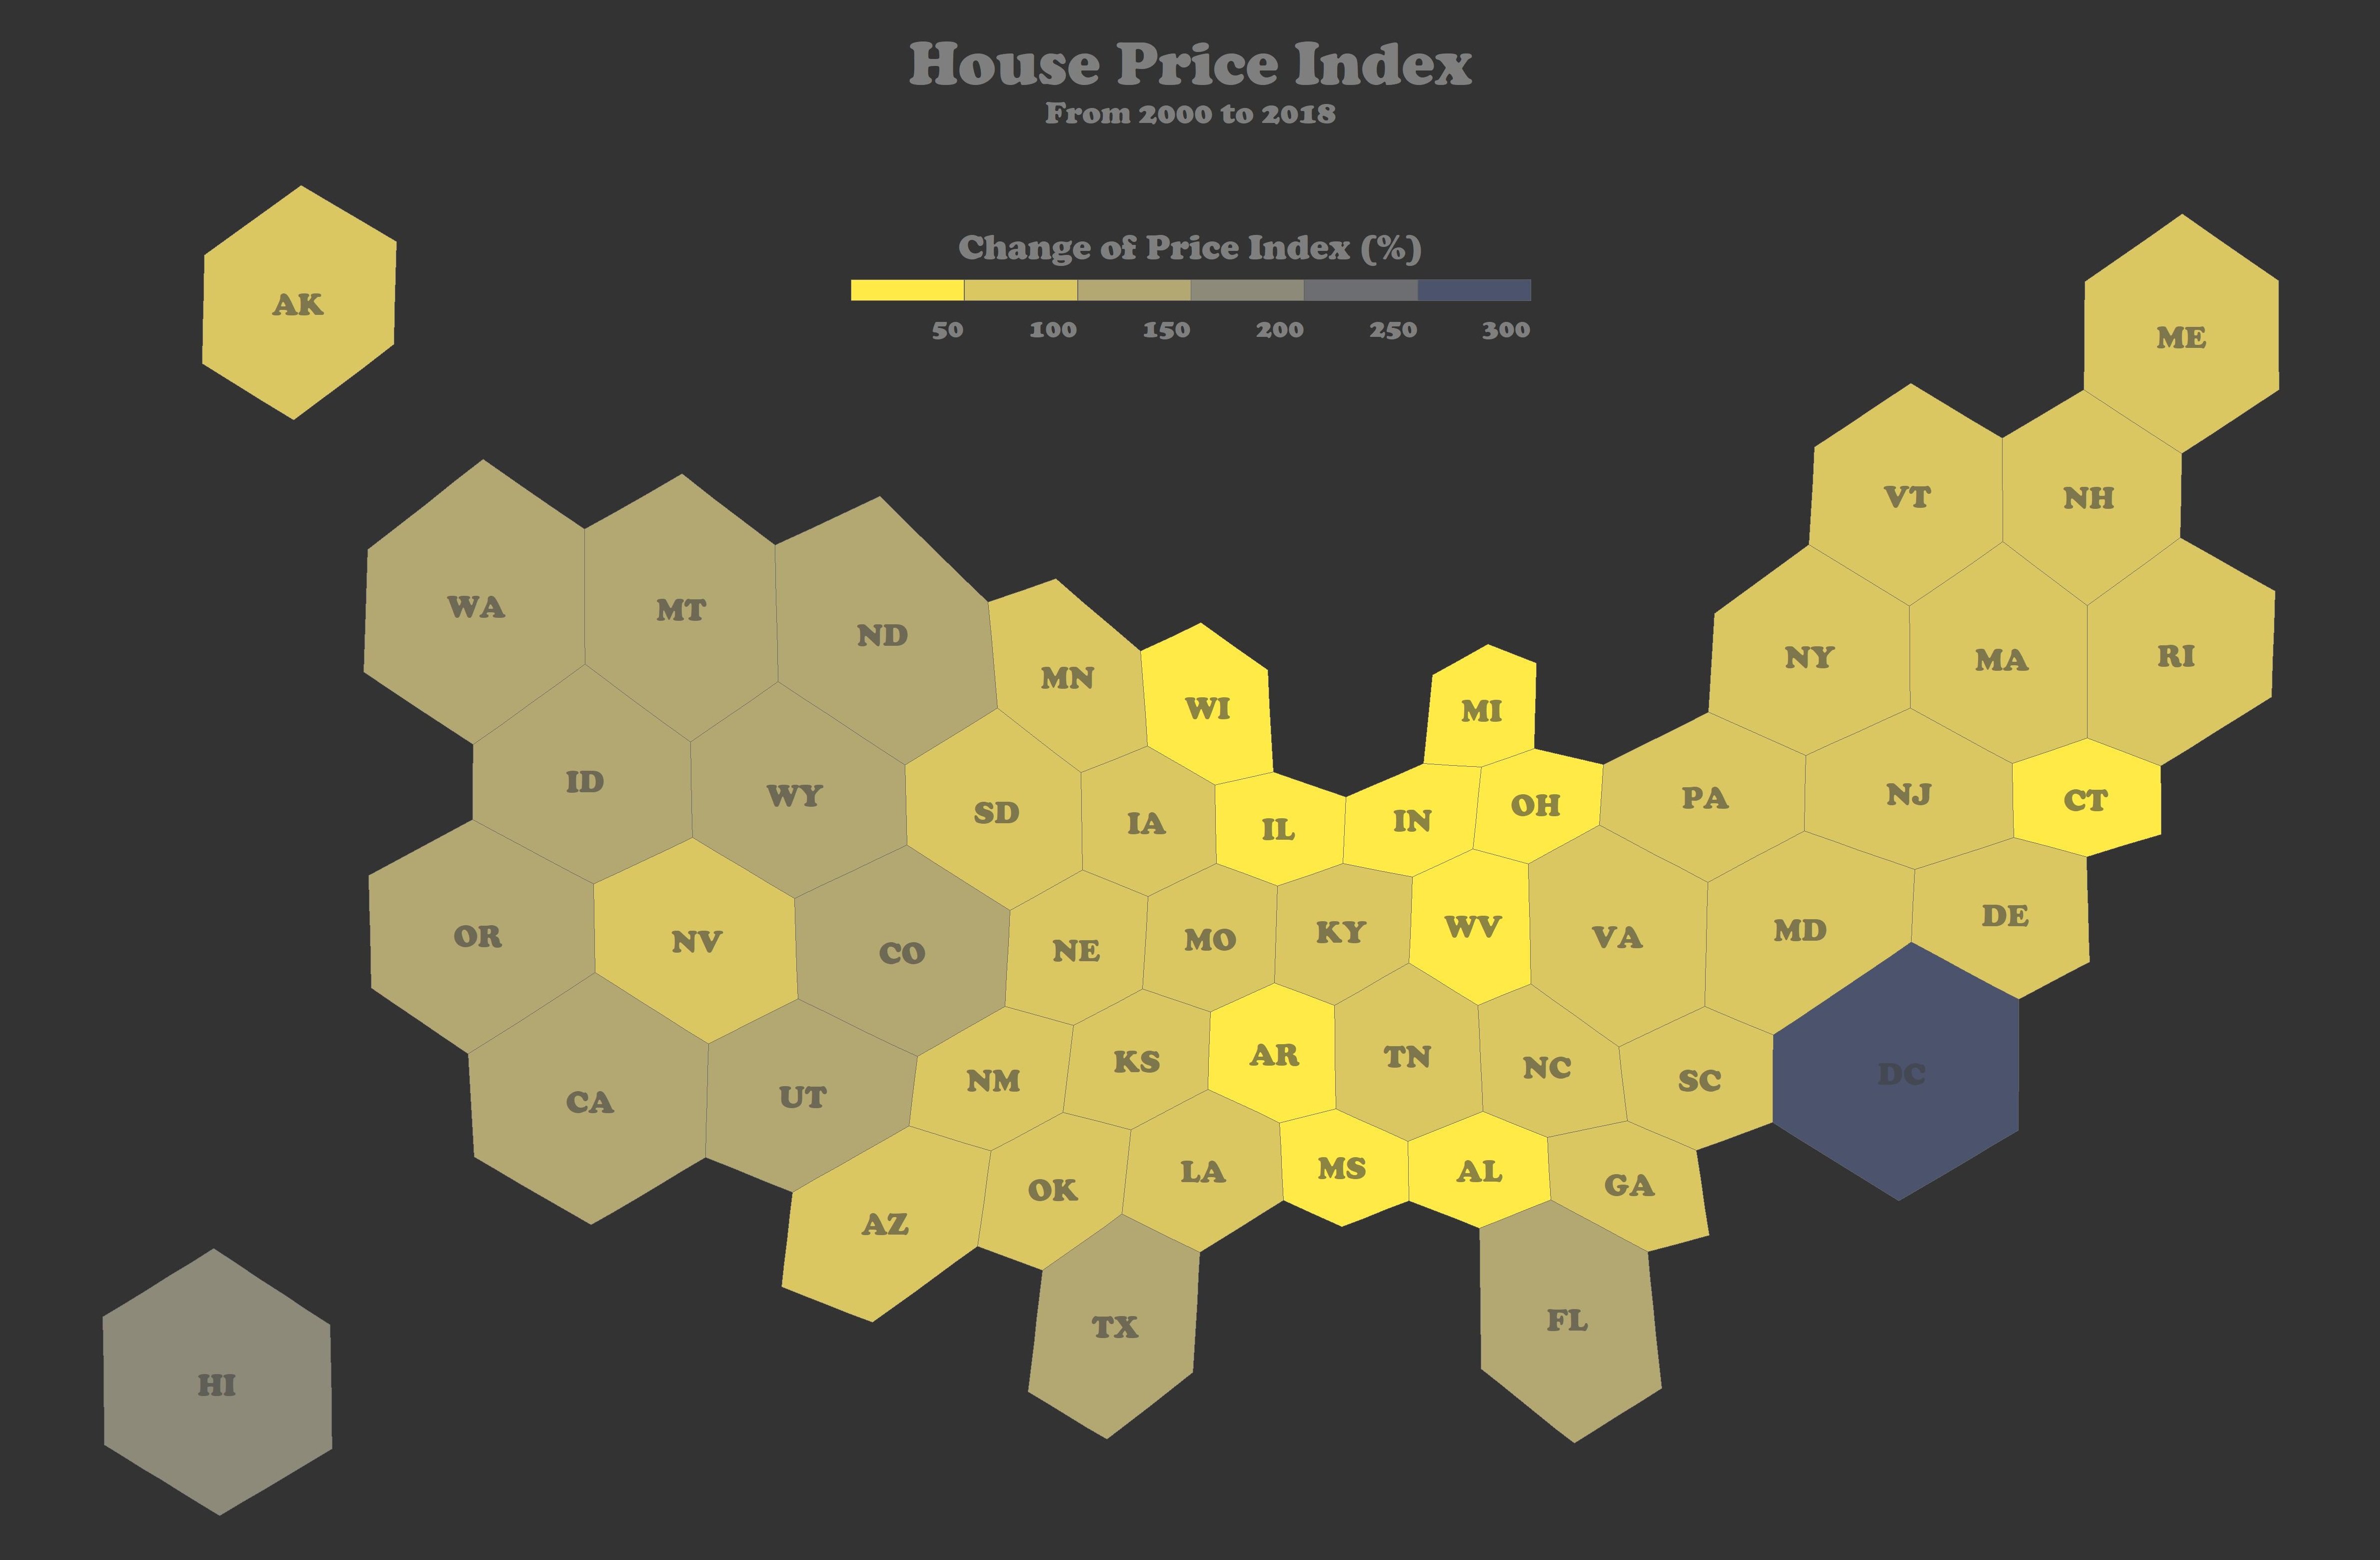 House Price Index
From 2000 to 2018
Change of Price Index (%)
50 100 150 200 250 300
AK
ME
VT NH
WA MT ND
MN WI MI
NY MA RI
ID WY SD IA IL IN OH PA NJ CT
OR NV CO NE MO KY WV VA MD DE
CA UT NM KS AR TN NC SC DC
AZ OK LA MS AL GA
TX FL
HI